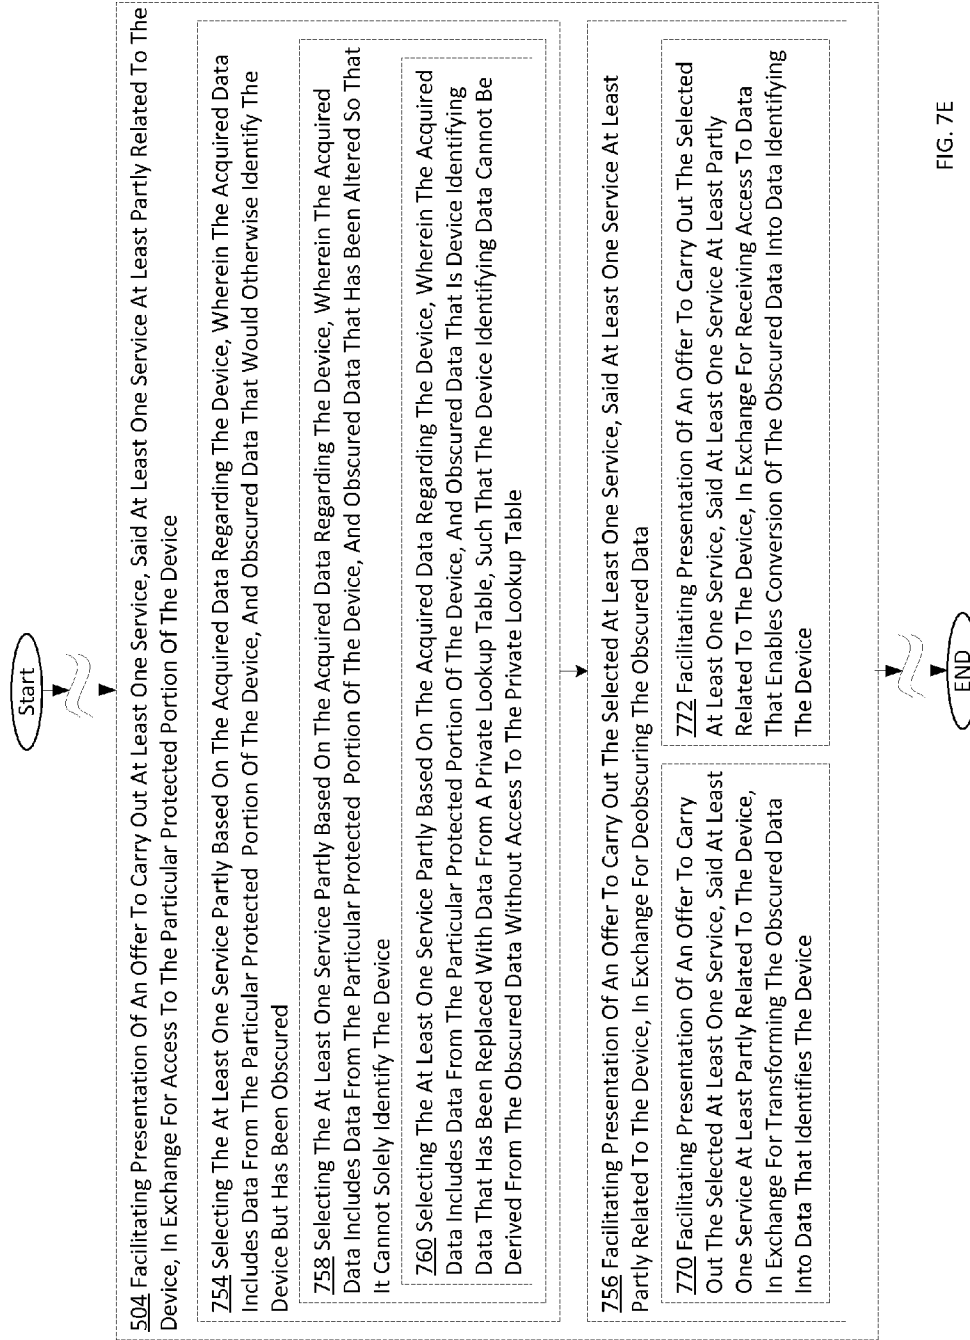 Start
504 Facilitating Presentation Of An Offer To Carry Out At Least One Service, Said At Least One Service At Least Partly Related To The
Device, In Exchange For Access To The Particular Protected Portion Of The Device
754 Selecting The At Least One Service Partly Based On The Acquired Data Regarding The Device, Wherein The Acquired Data
Includes Data From The Particular Protected Portion Of The Device, And Obscured Data That Would Otherwise Identify The
Device But Has Been Obscured
758 Selecting The At Least One Service Partly Based On The Acquired Data Regarding The Device, Wherein The Acquired
Data Includes Data From The Particular Protected Portion Of The Device, And Obscured Data That Has Been Altered So That
It Cannot Solely Identify The Device
760 Selecting The At Least One Service Partly Based On The Acquired Data Regarding The Device, Wherein The Acquired
Data Includes Data From The Particular Protected Portion Of The Device, And Obscured Data That Is Device Identifying
Data That Has Been Replaced With Data From A Private Lookup Table, Such That The Device Identifying Data Cannot Be
Derived From The Obscured Data Without Access To The Private Lookup Table
756 Facilitating Presentation Of An Offer To Carry Out The Selected At Least One Service, Said At Least One Service At Least
Partly Related To The Device, In Exchange For Deobscuring The Obscured Data
770 Facilitating Presentation Of An Offer To Carry
Out The Selected At Least One Service, Said At Least
One Service At Least Partly Related To The Device,
In Exchange For Transforming The Obscured Data
Into Data That Identifies The Device
772 Facilitating Presentation Of An Offer To Carry Out The Selected
At Least One Service, Said At Least One Service At Least Partly
Related To The Device, In Exchange For Receiving Access To Data
That Enables Conversion Of The Obscured Data Into Data Identifying
The Device
END
FIG. 7E